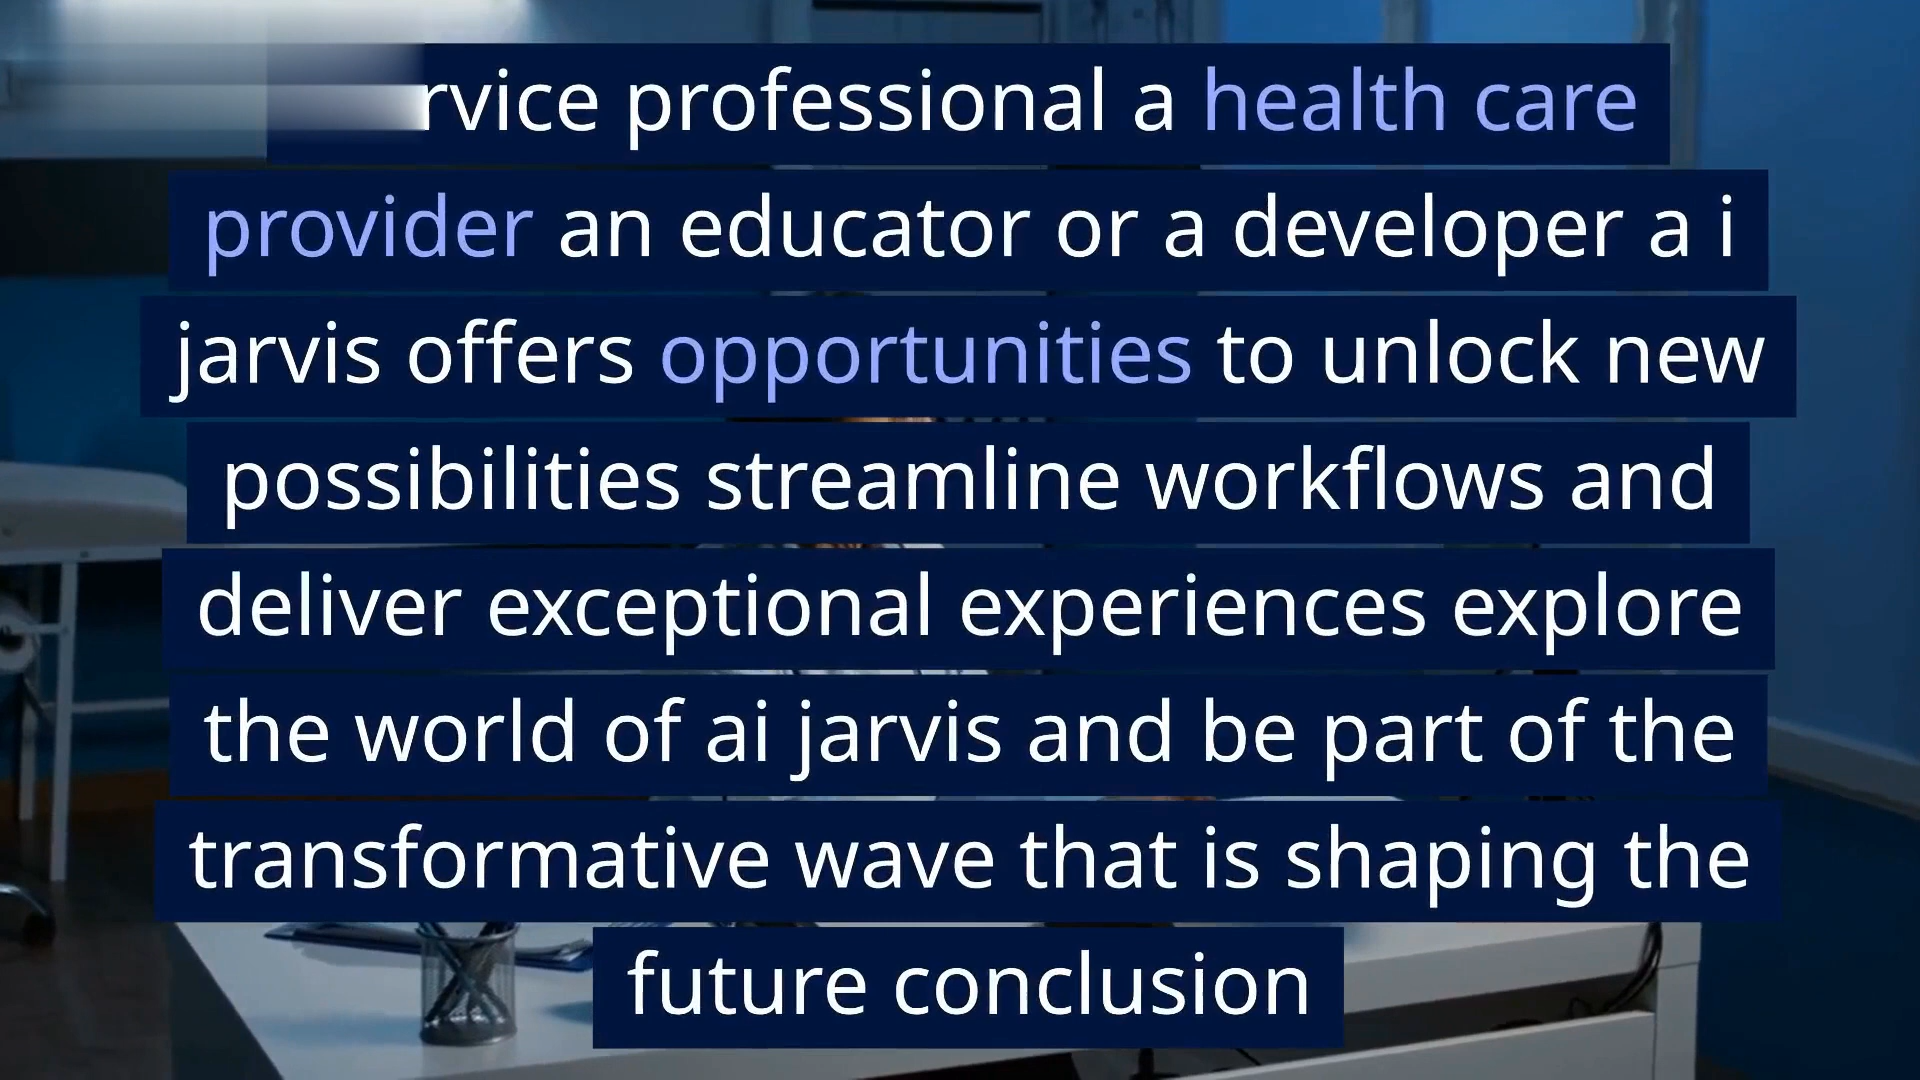 professional a health care
provider an educator or a developer a i
jarvis offers opportunities to unlock new
possibilities streamline workflows and
deliver exceptional experiences explore
the world of ai jarvis and be part of the
transformative wave that is shaping the
future conclusion